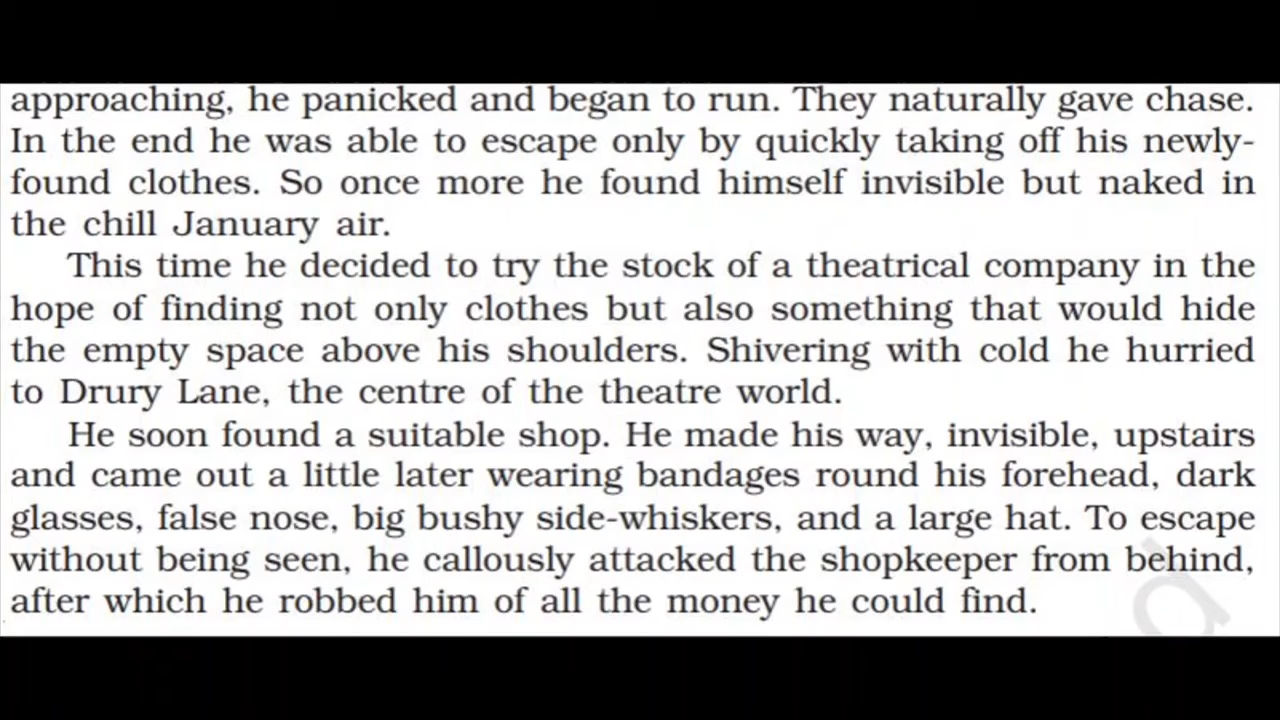 approaching, he panicked and began to run. They naturally gave chase.
In the end he was able to escape only by quickly taking off his newly-
found clothes. So once more he found himself invisible but naked in
the chill January air.
This time he decided to try the stock of a theatrical company in the
hope of finding not only clothes but also something that would hide
the empty space above his shoulders. Shivering with cold he hurried
to Drury Lane, the centre of the theatre world.
He soon found a suitable shop. He made his way, invisible, upstairs
and came out a little later wearing bandages round his forehead, dark
glasses, false nose, big bushy side-whiskers, and a large hat. To escape
without being seen, he callously attacked the shopkeeper from behind,
after which he robbed him of all the money he could find.